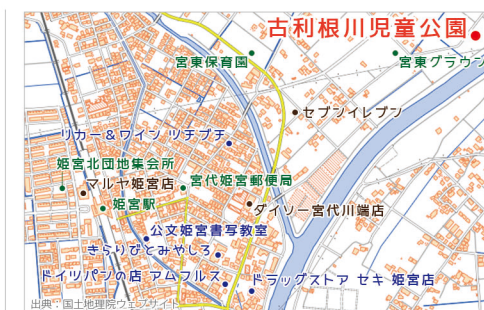 古利根川児童公園
宮東保育園
宮東グラウン
セブンイレブン
リカー＆ワイン ツチブチ
姫宮北団地集会所
マルヤ姫宮店
宮代姫宮郵便局
姫宮駅
ダイソー宮代川端店
公文姫宮書写教室
きらりびとみやしろ
ドイツパンの店 アムフルス
ドラッグストア セキ 姫宮店
出典：国土地理院ウェブサイト